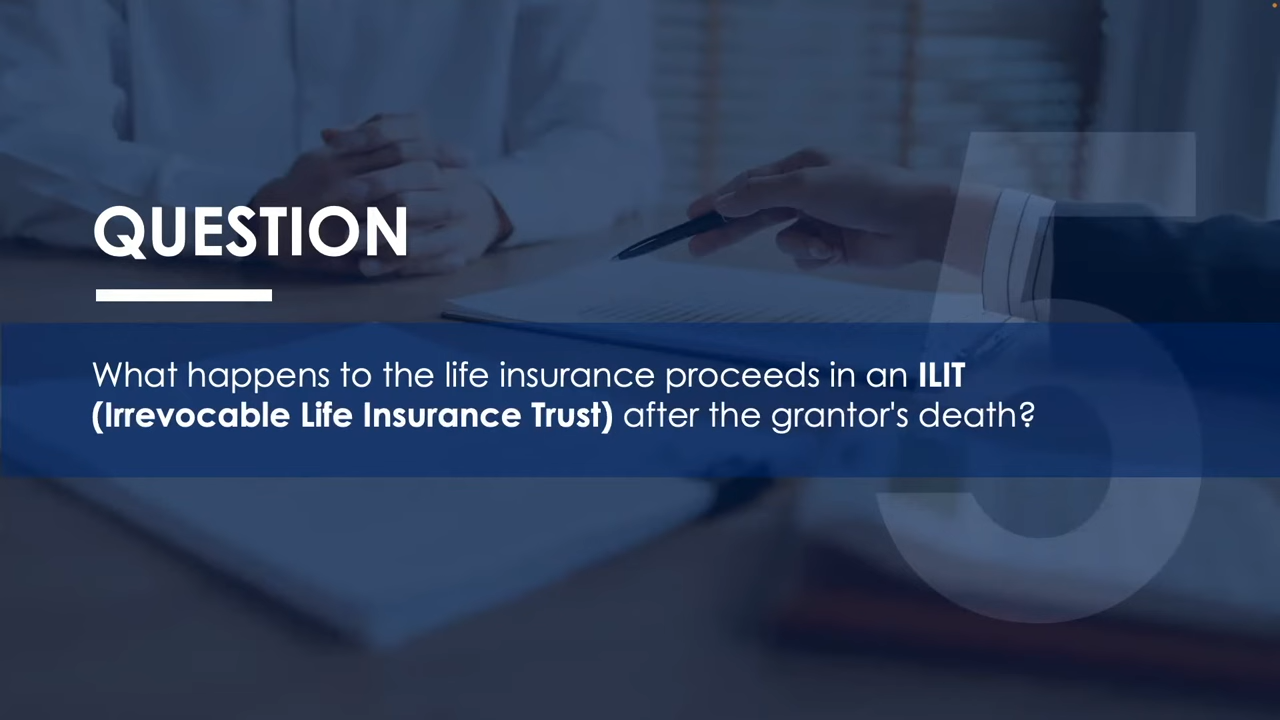 QUESTION
What happens to the life insurance proceeds in an ILIT
(Irrevocable Life Insurance Trust) after the grantor's death?
5